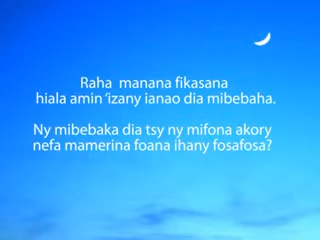 Raha manana fikasana
hiala amin ‘izany ianao dia mibebaha.
Ny mibebaka dia tsy ny mifona akory
nefa mamerina foana ihany fosafosa?